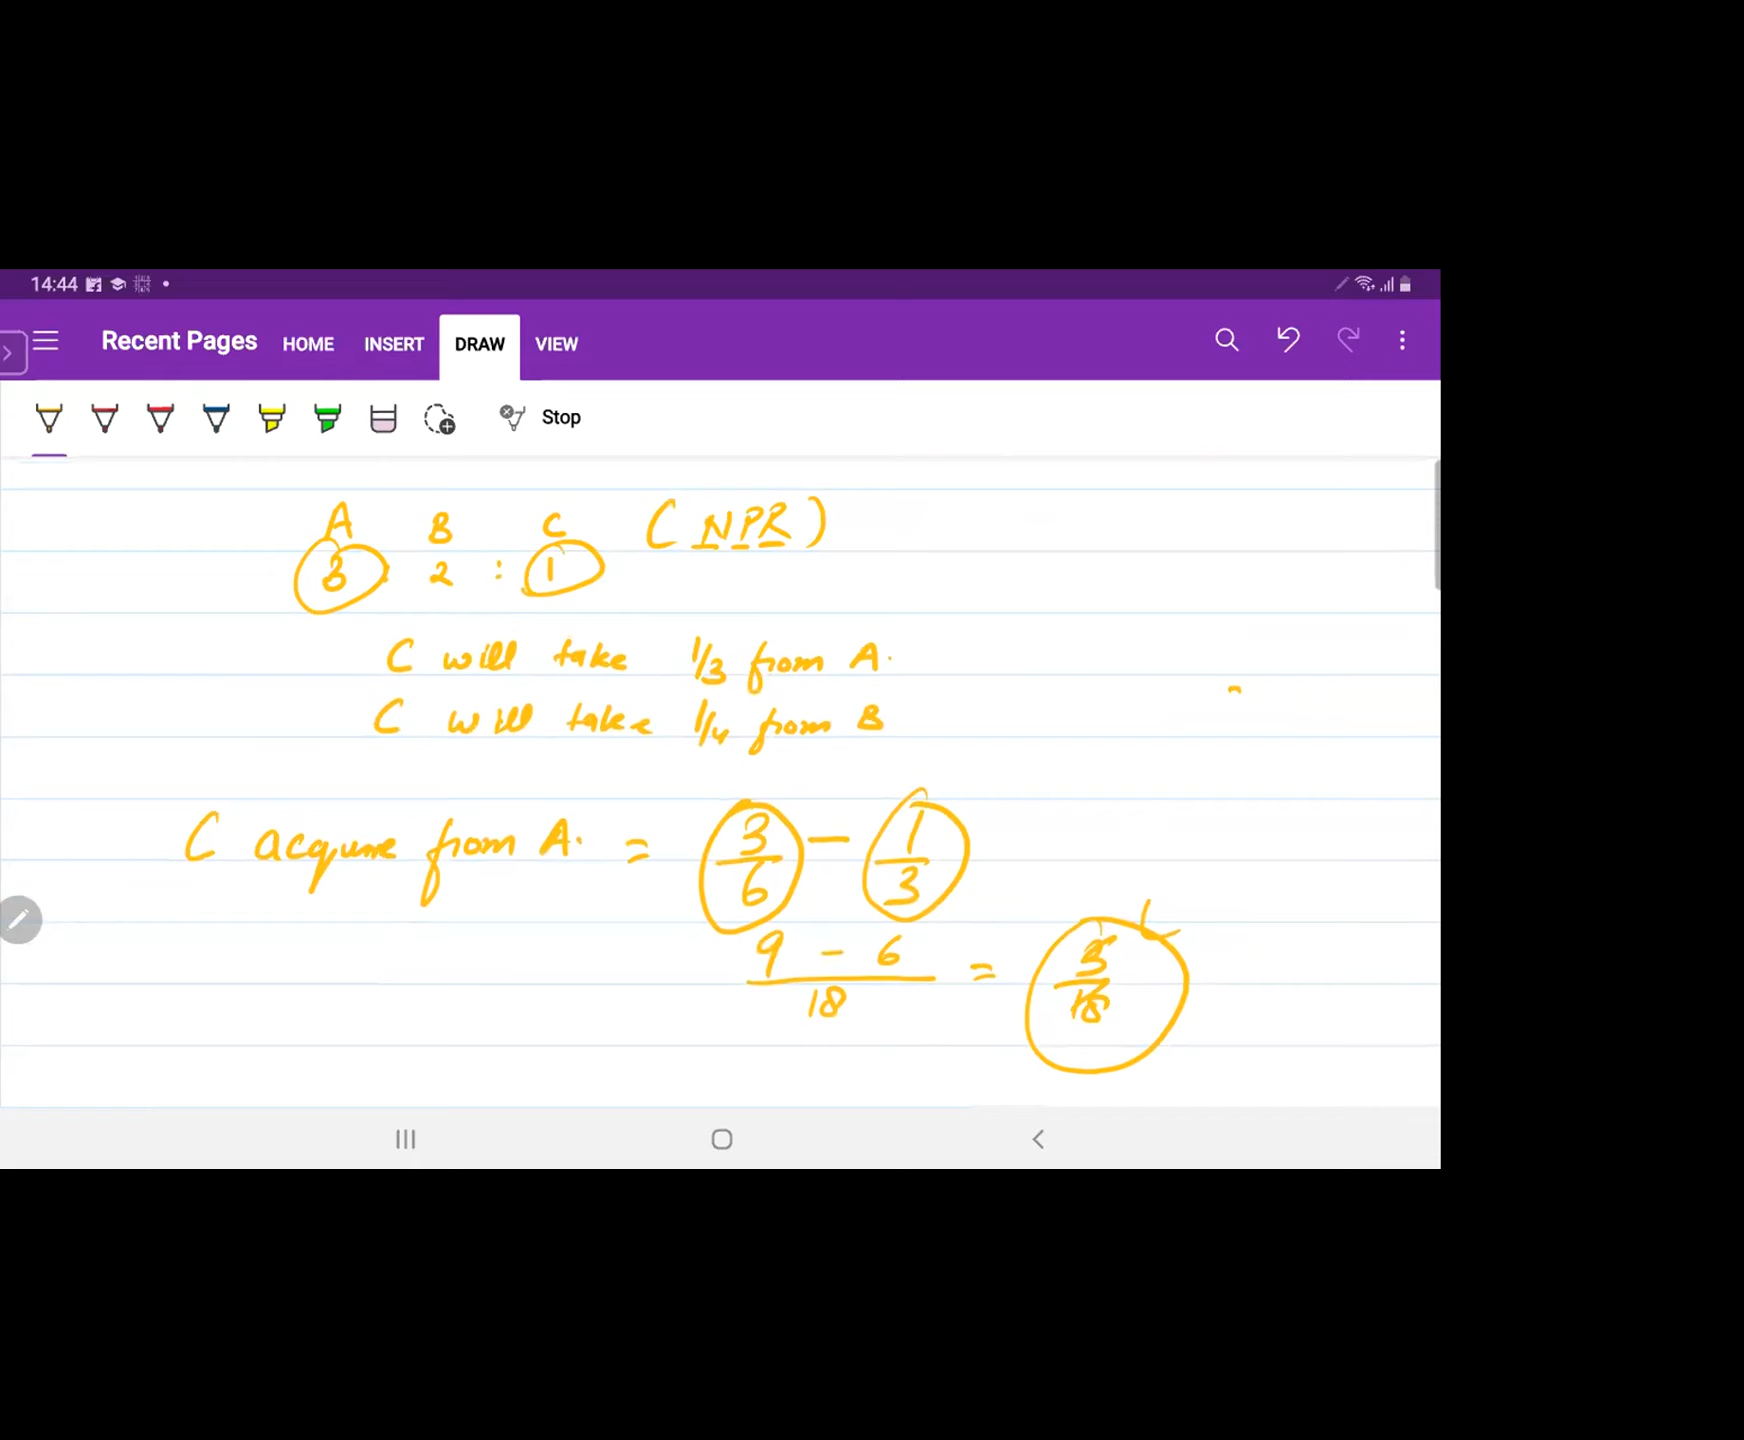 14:44
Recent Pages HOME INSERT DRAW VIEW
Stop
A B C (NPR)
3 2 : 1
C will take 1/3 from A.
C will take 1/4 from B
C acqure from A. = 3/6 - 1/3
9 - 6 / 18 = 3/18